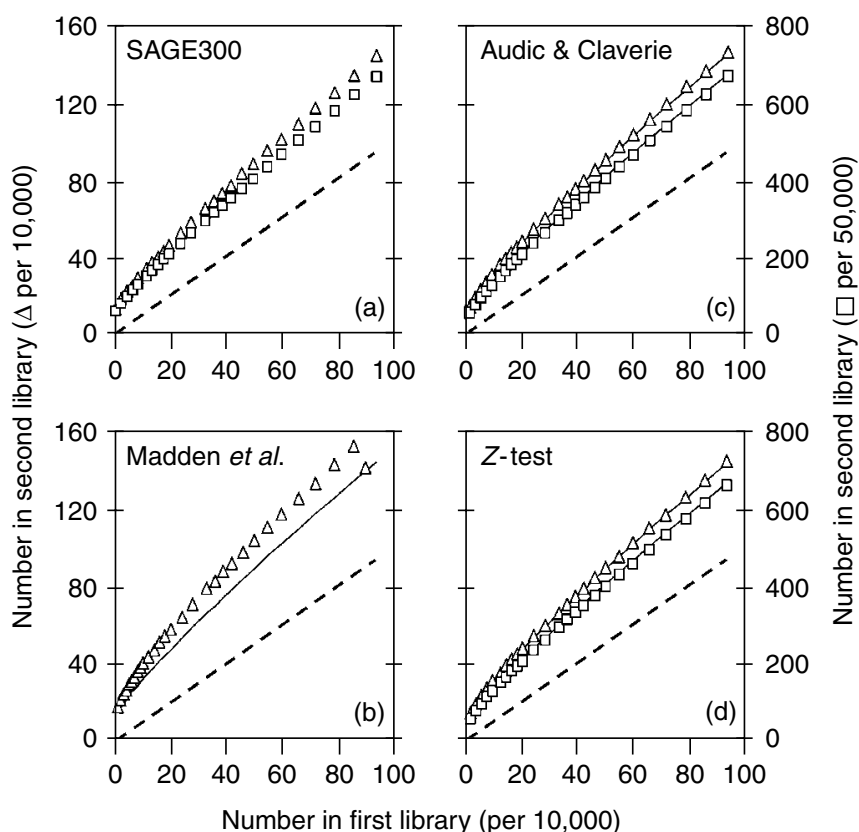 160
120
80
40
0
SAGE300
(a)
0 20 40 60 80 100
Audic & Claverie
(c)
800
600
400
200
0
0 20 40 60 80 100
160
120
80
40
0
Madden et al.
(b)
0 20 40 60 80 100
Z-test
(d)
800
600
400
200
0
0 20 40 60 80 100
Number in second library (Δ per 10,000)
Number in second library (□ per 50,000)
Number in first library (per 10,000)